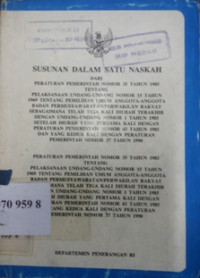 SUSUNAN DALAM SATU NASKAH
DARI
PERATURAN PEMERINTAH NOMOR 35 TAHUN 1985
TENTANG
PELAKSANAAN UNDANG-UNDANG NOMOR 15 TAHUN
1969 TENTANG PEMILIHAN UMUM ANGGOTA-ANGGOTA
BADAN PERMUSYAWARATAN/PERWAKILAN RAKYAT
SEBAGAIMANA TELAH TIGA KALI DIUBAH TERAKHIR
DENGAN UNDANG-UNDANG NOMOR 1 TAHUN 1985
SETELAH DIUBAH YANG PERTAMA KALI DENGAN
PERATURAN PEMERINTAH NOMOR TAHUN
DAN YANG KEDUA KALI DENGAN PERATURAN
PEMERINTAH NOMOR 37 TAHUN 1990
PERATURAN PEMERINTAH NOMOR 35 TAHUN 1985
TENTANG
PELAKSANAAN UNDANG-UNDANG NOMOR 15 TAHUN
1969 TENTANG PEMILIHAN UMUM ANGGOTA-ANGGOTA
BADAN PERMUSYAWARATAN/PERWAKILAN RAKYAT
TELAH TIGA KALI DIUBAH TERAKHIR
UNDANG-UNDANG NOMOR 1 TAHUN 1985
DIUBAH YANG PERTAMA KALI DENGAN
PEMERINTAH NOMOR TAHUN
YANG KEDUA KALI DENGAN PERATURAN
NOMOR 37 TAHUN 1990
70 959 8
DEPARTEMEN PENERANGAN RI